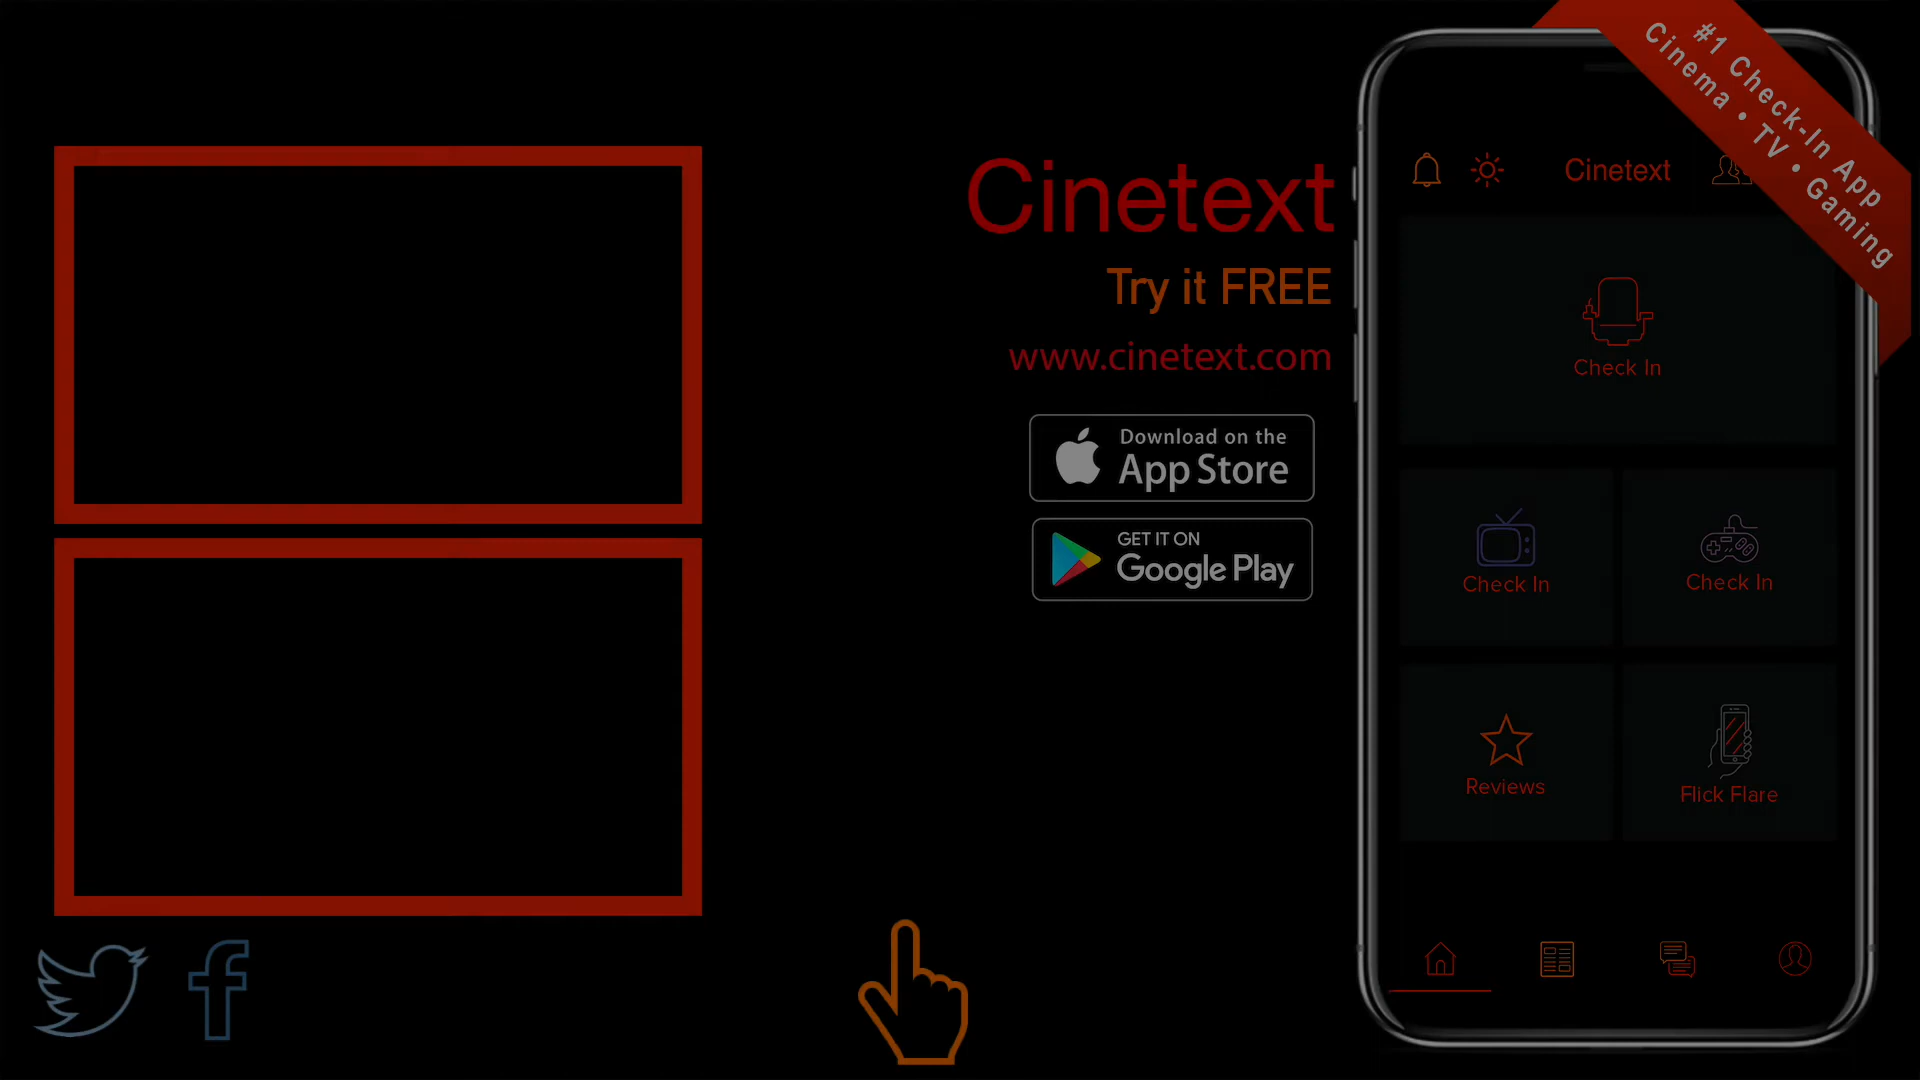 Cinetext
Try it FREE
www.cinetext.com
Download on the
App Store
GET IT ON
Google Play
#1 Check-In App
Cinema • TV • Gaming
Cinetext
Check In
Check In
Check In
Reviews
Flick Flare